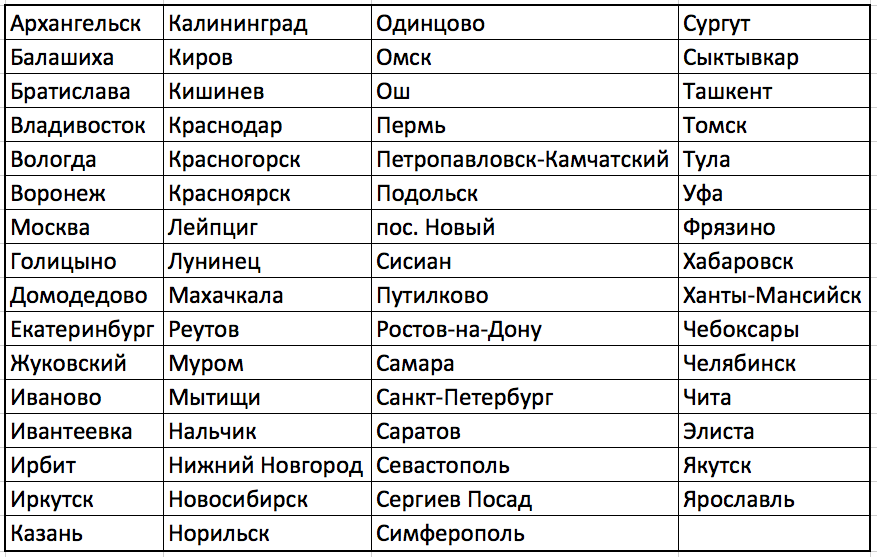 Архангельск Калининград Одинцово Сургут
Балашиха Киров Омск Сыктывкар
Братислава Кишинев Ош Ташкент
Владивосток Краснодар Пермь Томск
Вологда Красногорск Петропавловск-Камчатский Тула
Воронеж Красноярск Подольск Уфа
Москва Лейпциг пос. Новый Фрязино
Голицыно Лунинец Сисиан Хабаровск
Домодедово Махачкала Путилково Ханты-Мансийск
Екатеринбург Реутов Ростов-на-Дону Чебоксары
Жуковский Муром Самара Челябинск
Иваново Мытищи Санкт-Петербург Чита
Ивантеевка Нальчик Саратов Элиста
Ирбит Нижний Новгород Севастополь Якутск
Иркутск Новосибирск Сергиев Посад Ярославль
Казань Норильск Симферополь